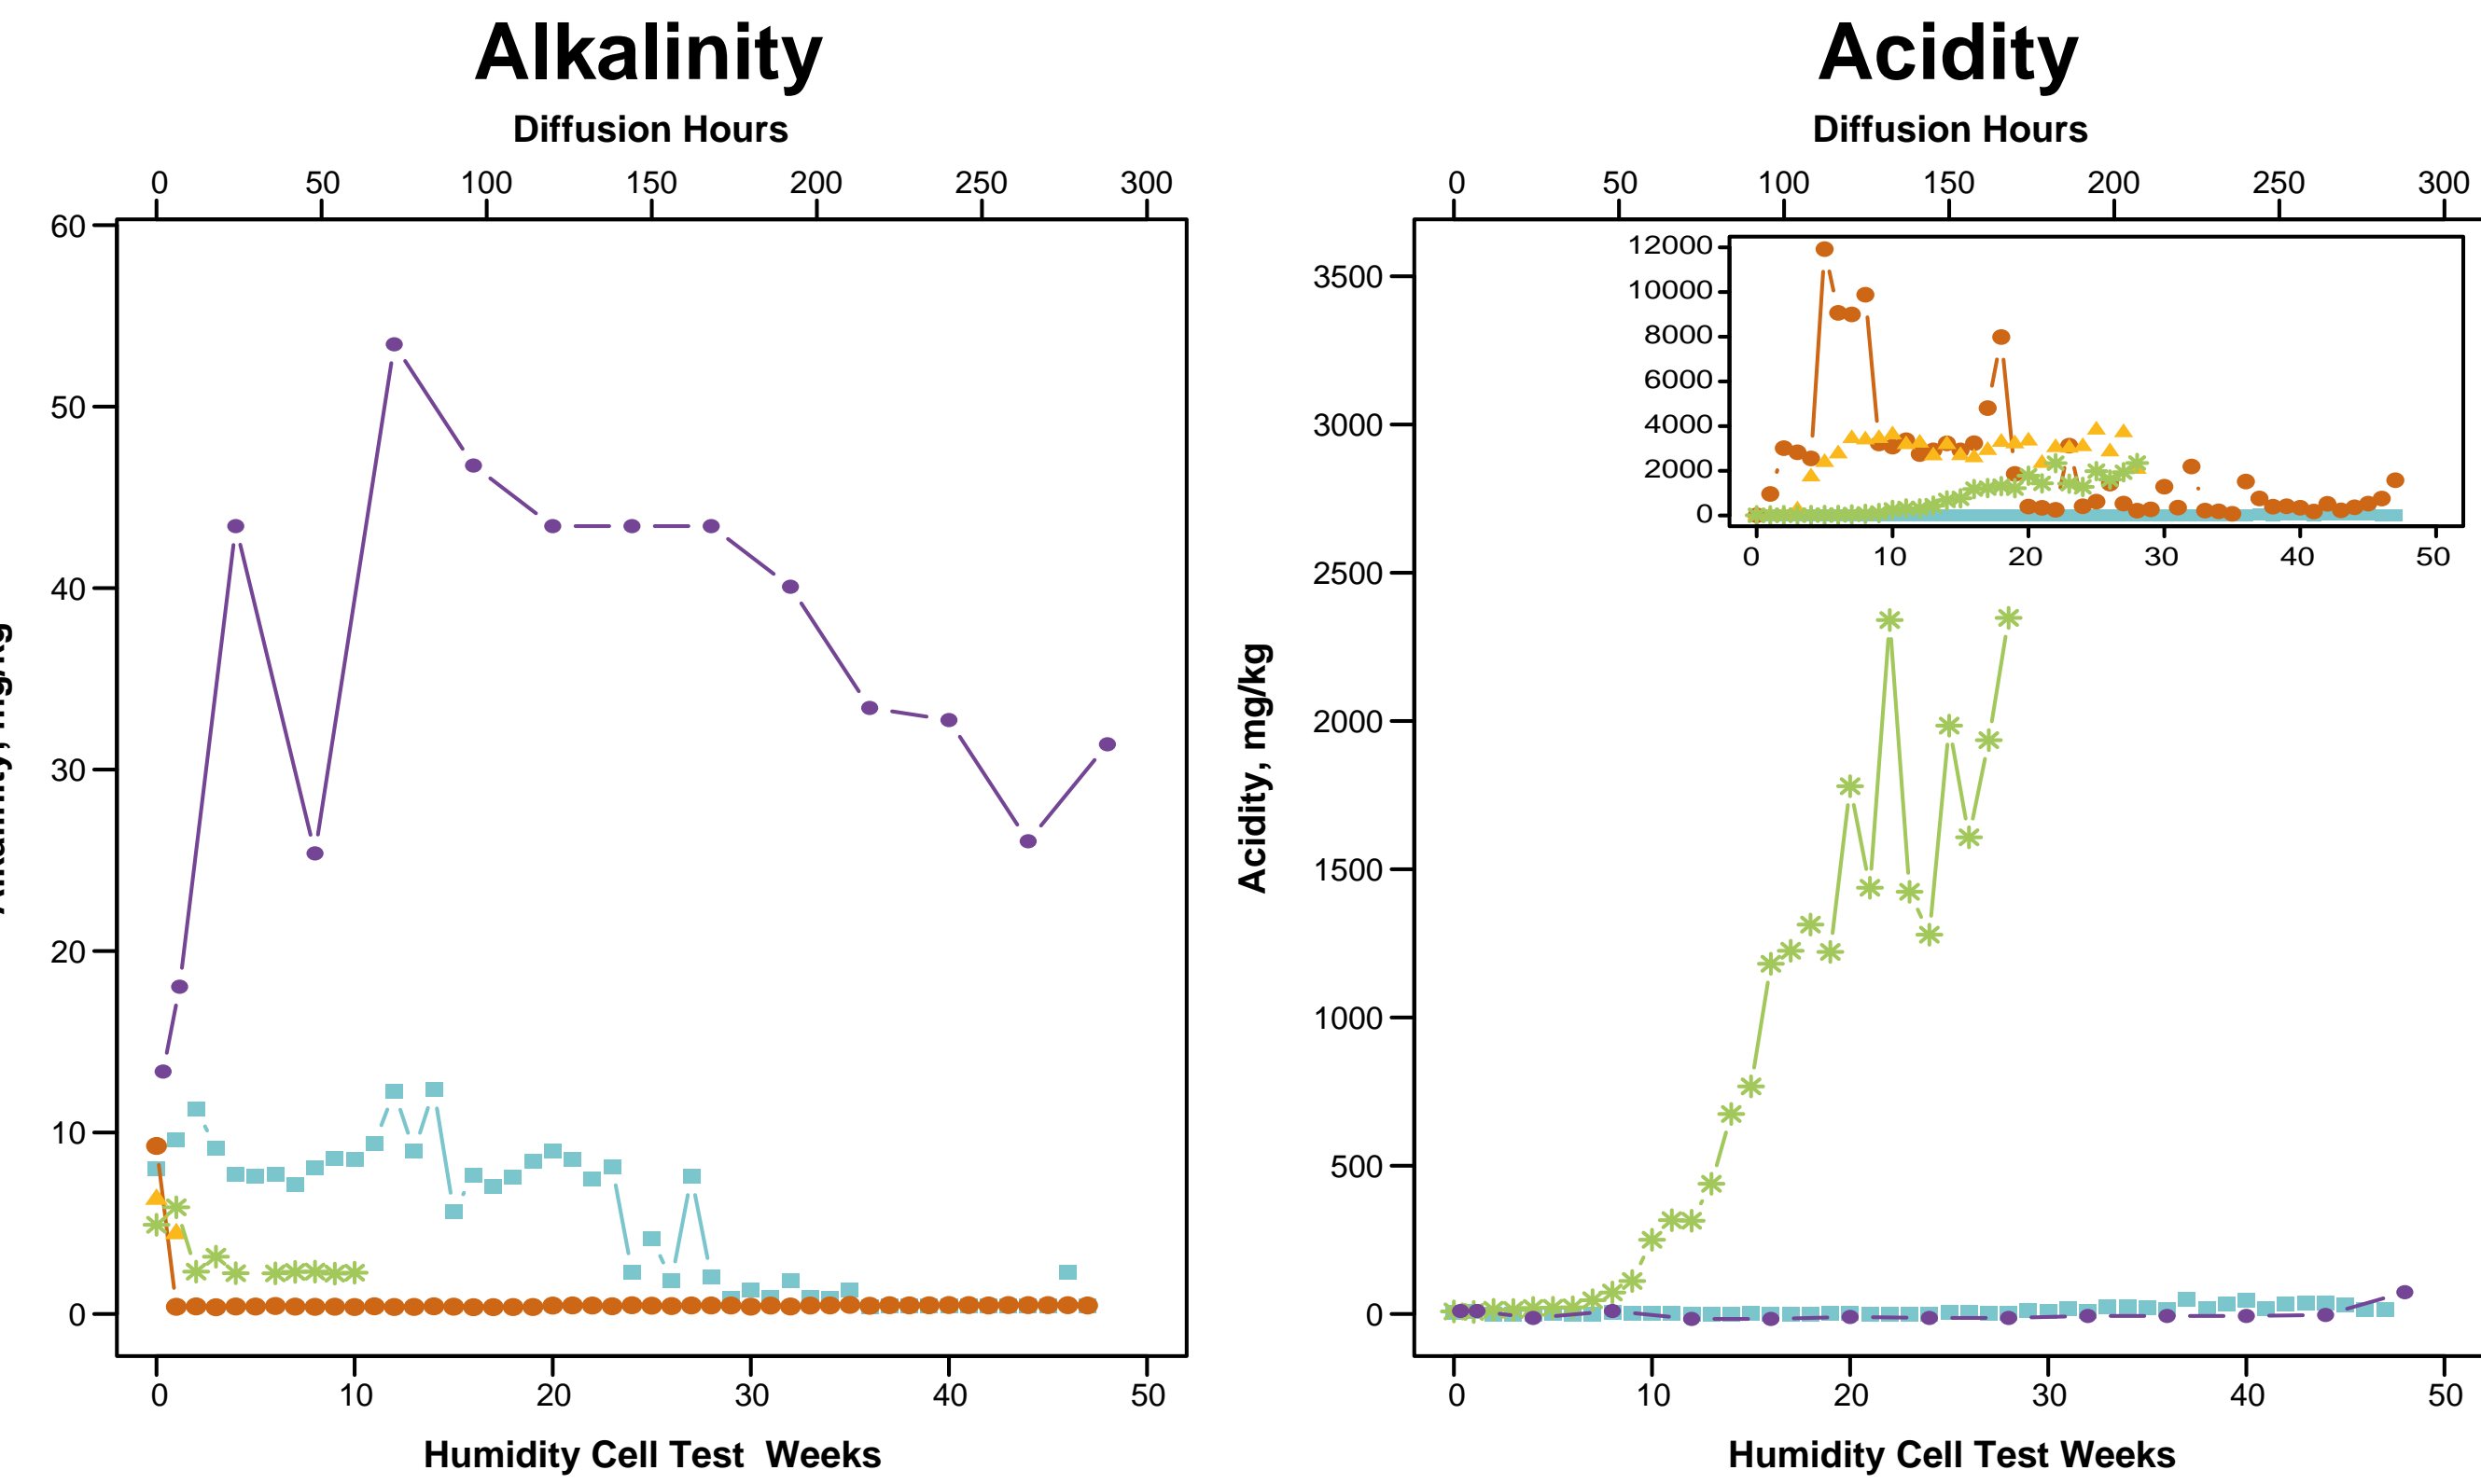 Alkalinity
Diffusion Hours
0 50 100 150 200 250 300
60
50
40
30
20
10
0
0 10 20 30 40 50
Humidity Cell Test  Weeks
Acidity
Diffusion Hours
0 50 100 150 200 250 300
Acidity, mg/kg
3500
3000
2500
2000
1500
1000
500
0
12000
10000
8000
6000
4000
2000
0
0 10 20 30 40 50
0 10 20 30 40 50
Humidity Cell Test Weeks